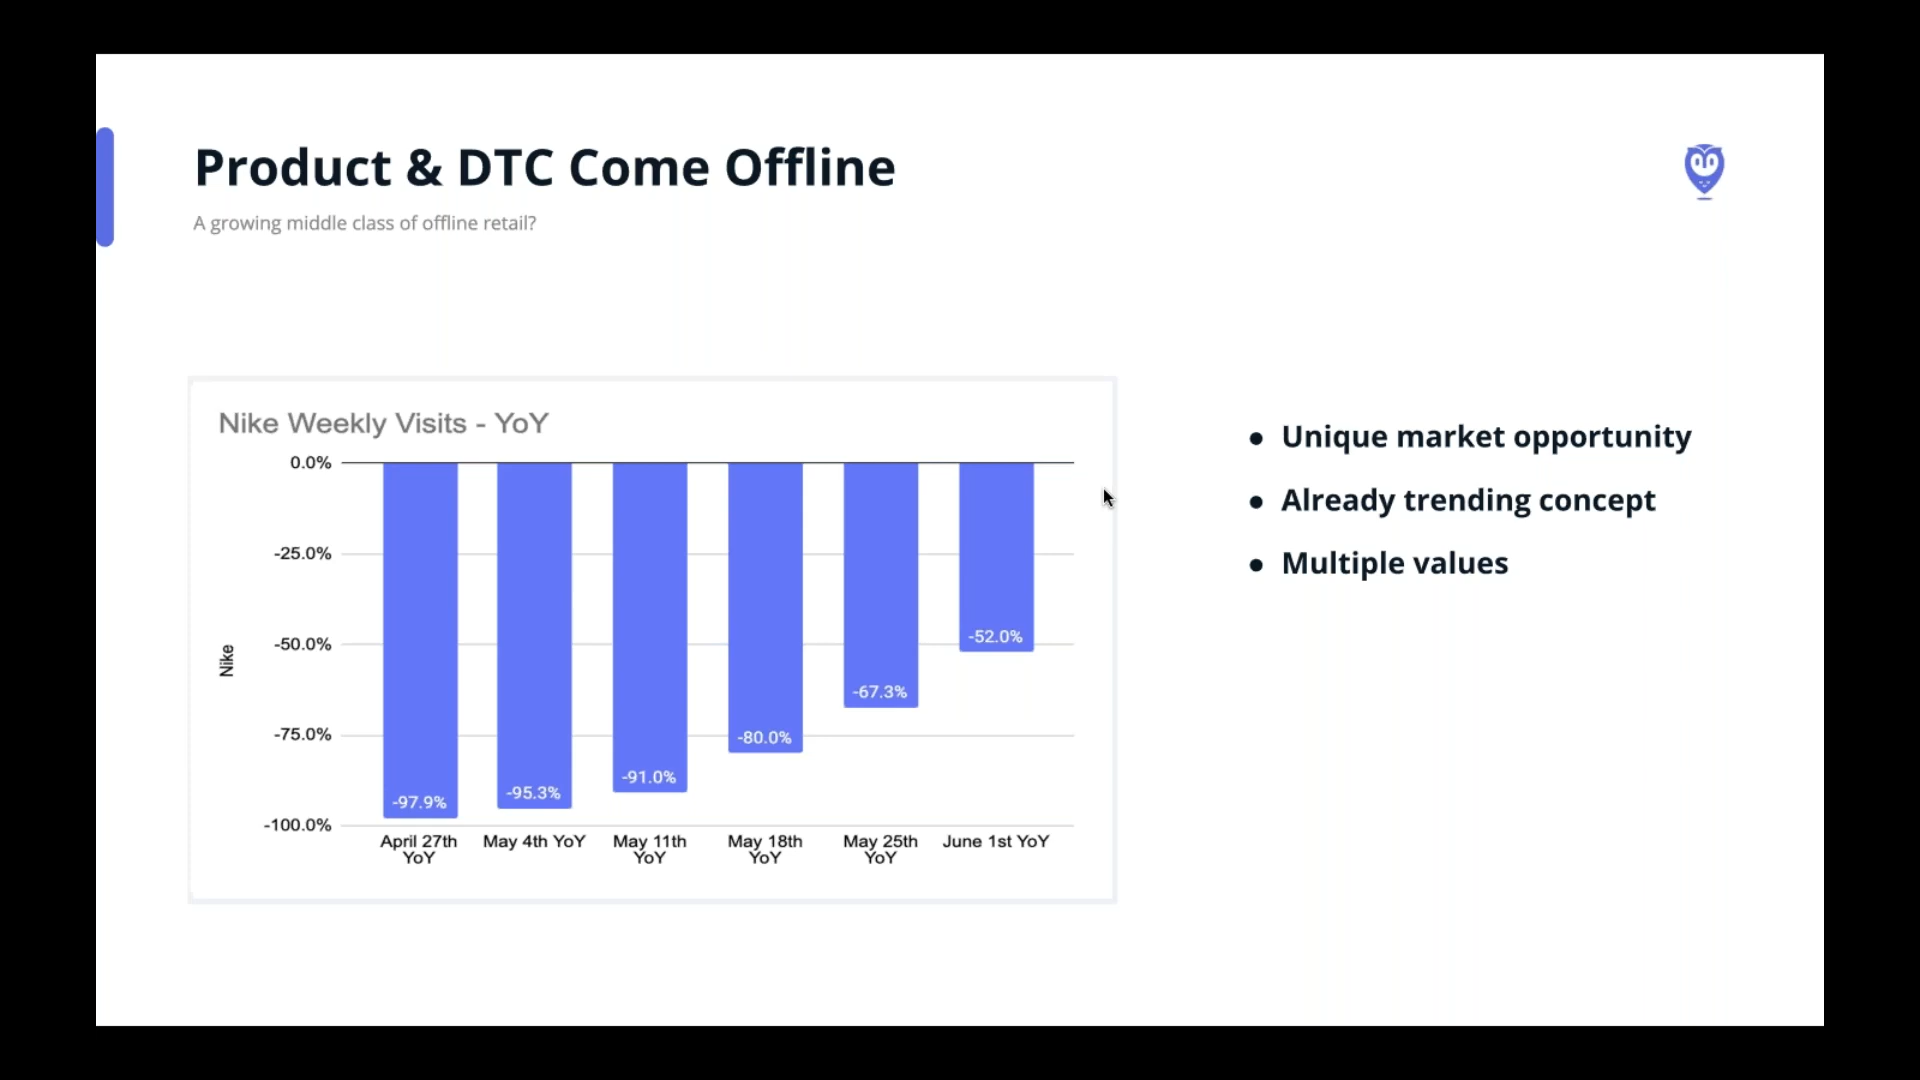 Product & DTC Come Offline
A growing middle class of offline retail?
Nike Weekly Visits - YoY
0.0%
-25.0%
-50.0%
-75.0%
-100.0%
Nike
-97.9%
-95.3%
-91.0%
-80.0%
-67.3%
-52.0%
April 27th
YoY
May 4th YoY
May 11th
YoY
May 18th
YoY
May 25th
YoY
June 1st YoY
● Unique market opportunity
● Already trending concept
● Multiple values